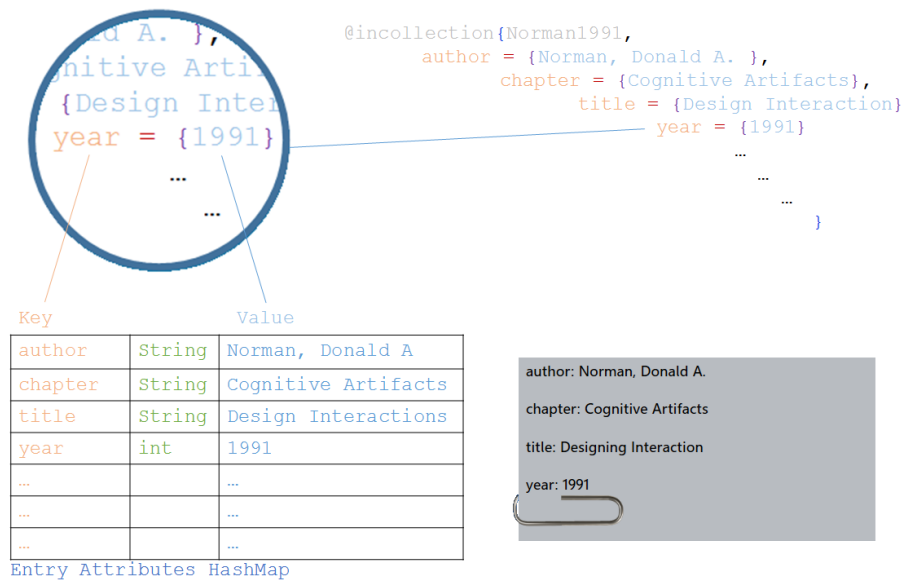 @incollection{Norman1991,
author = {Norman, Donald A. },
chapter = {Cognitive Artifacts},
title = {Design Interaction}
year = {1991}
…
…
…
}
d A. },
gnitive Artif
{Design Inter
year = {1991}
…
…
Key Value
author String Norman, Donald A
chapter String Cognitive Artifacts
title String Design Interactions
year int 1991
… …
… …
… …
Entry Attributes HashMap
author: Norman, Donald A.
chapter: Cognitive Artifacts
title: Designing Interaction
year: 1991